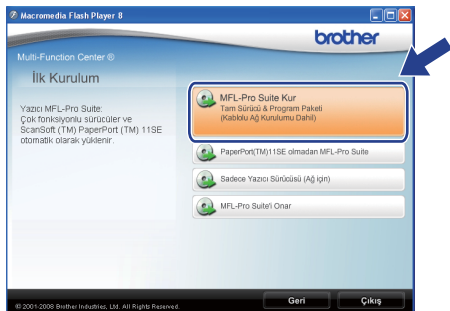 Macromedia Flash Player 8
brother
Multi-Function Center ®
İlk Kurulum
Yazıcı MFL-Pro Suite:
Çok fonksiyonlu sürücüler ve
ScanSoft (TM) PaperPort (TM) 11SE
otomatik olarak yüklenir.
MFL-Pro Suite Kur
Tam Sürücü & Program Paketi
(Kablolu Ağ Kurulumu Dahil)
PaperPort(TM)11SE olmadan MFL-Pro Suite
Sadece Yazıcı Sürücüsü (Ağ için)
MFL-Pro Suite'i Onar
© 2001-2008 Brother Industries, Ltd. All Rights Reserved.
Geri
Çıkış